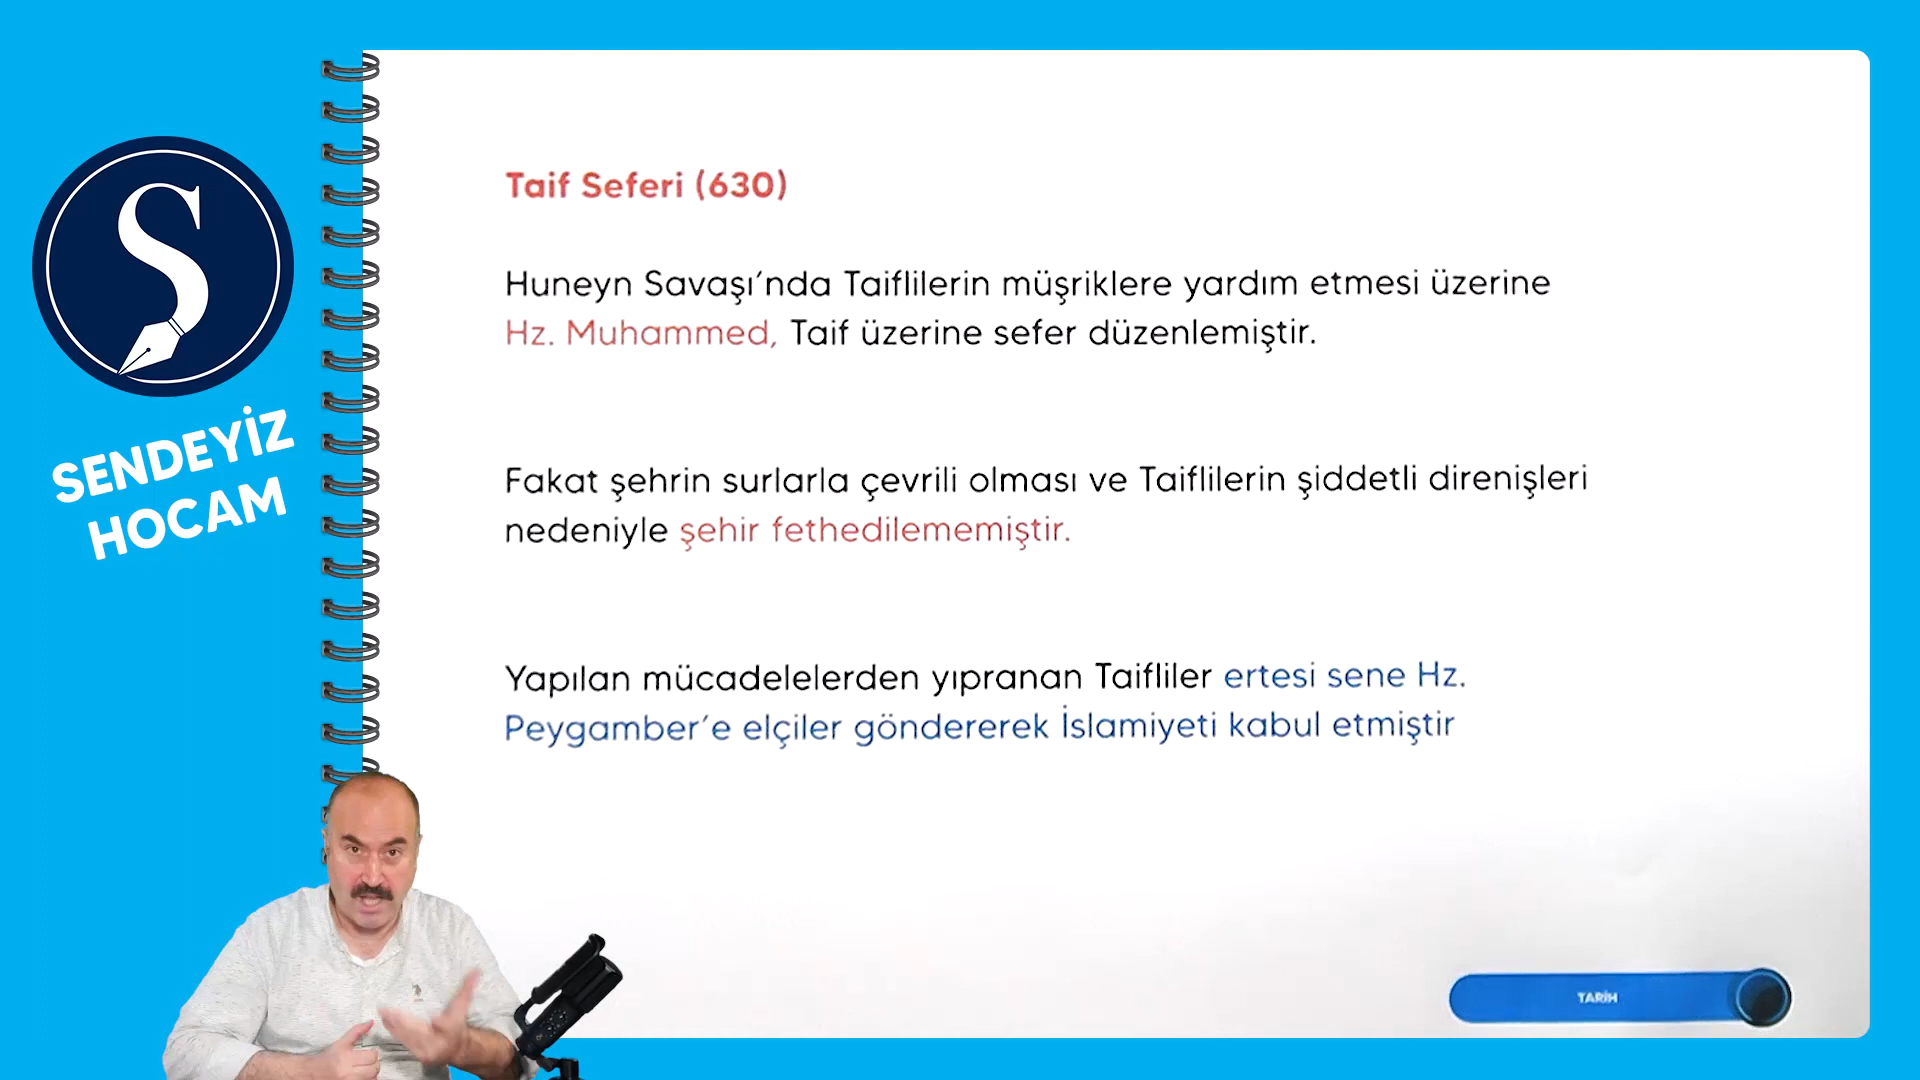 S
SENDEYİZ
HOCAM
Taif Seferi (630)
Huneyn Savaşı’nda Taiflilerin müşriklere yardım etmesi üzerine
Hz. Muhammed, Taif üzerine sefer düzenlemiştir.
Fakat şehrin surlarla çevrili olması ve Taiflilerin şiddetli direnişleri
nedeniyle şehir fethedilememiştir.
Yapılan mücadelelerden yıpranan Taifliler ertesi sene Hz.
Peygamber’e elçiler göndererek İslamiyeti kabul etmiştir
TARİH